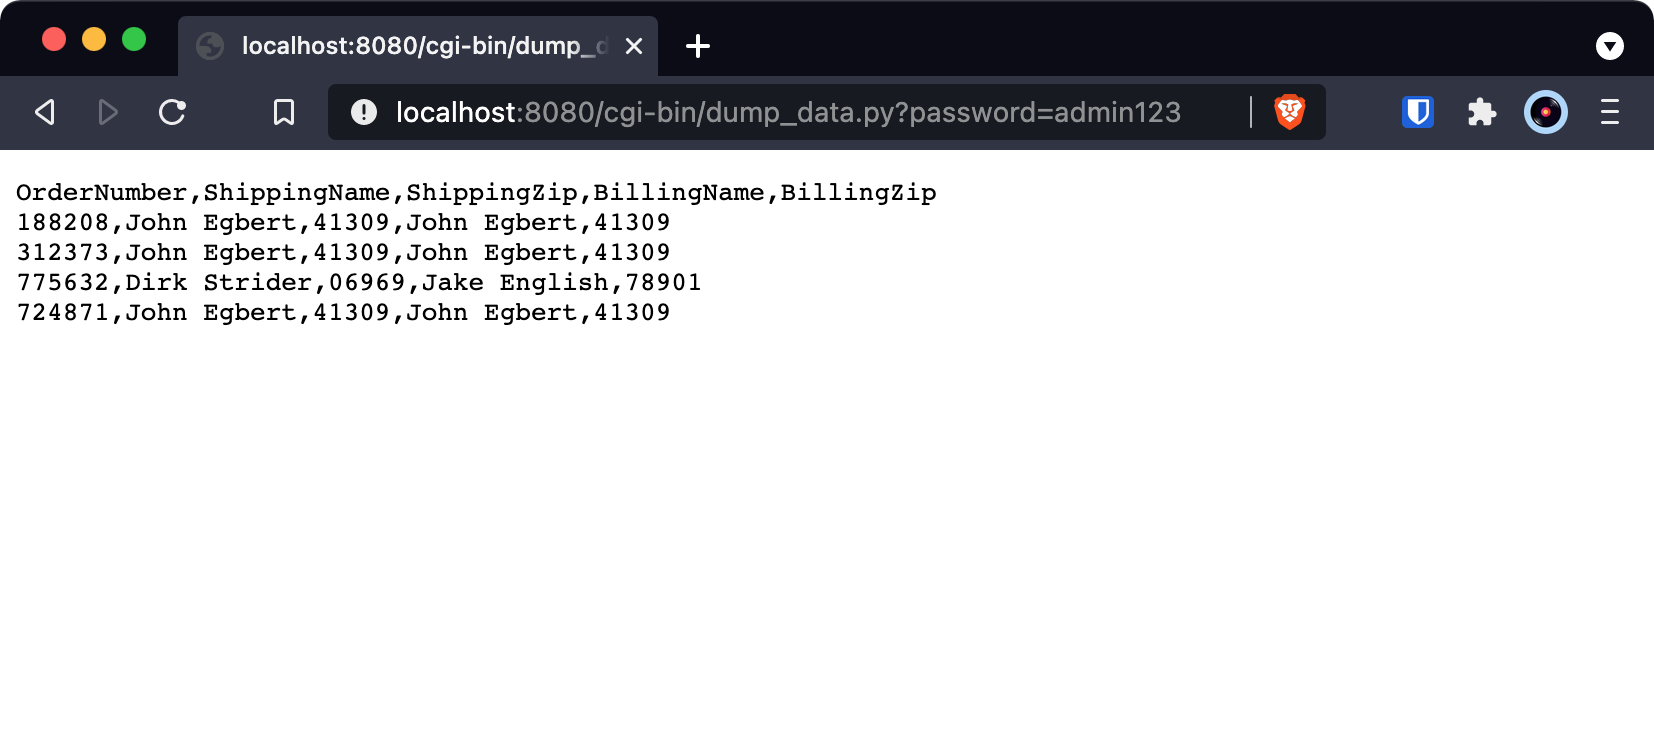 localhost:8080/cgi-bin/dump_d
localhost:8080/cgi-bin/dump_data.py?password=admin123
OrderNumber,ShippingName,ShippingZip,BillingName,BillingZip
188208,John Egbert,41309,John Egbert,41309
312373,John Egbert,41309,John Egbert,41309
775632,Dirk Strider,06969,Jake English,78901
724871,John Egbert,41309,John Egbert,41309